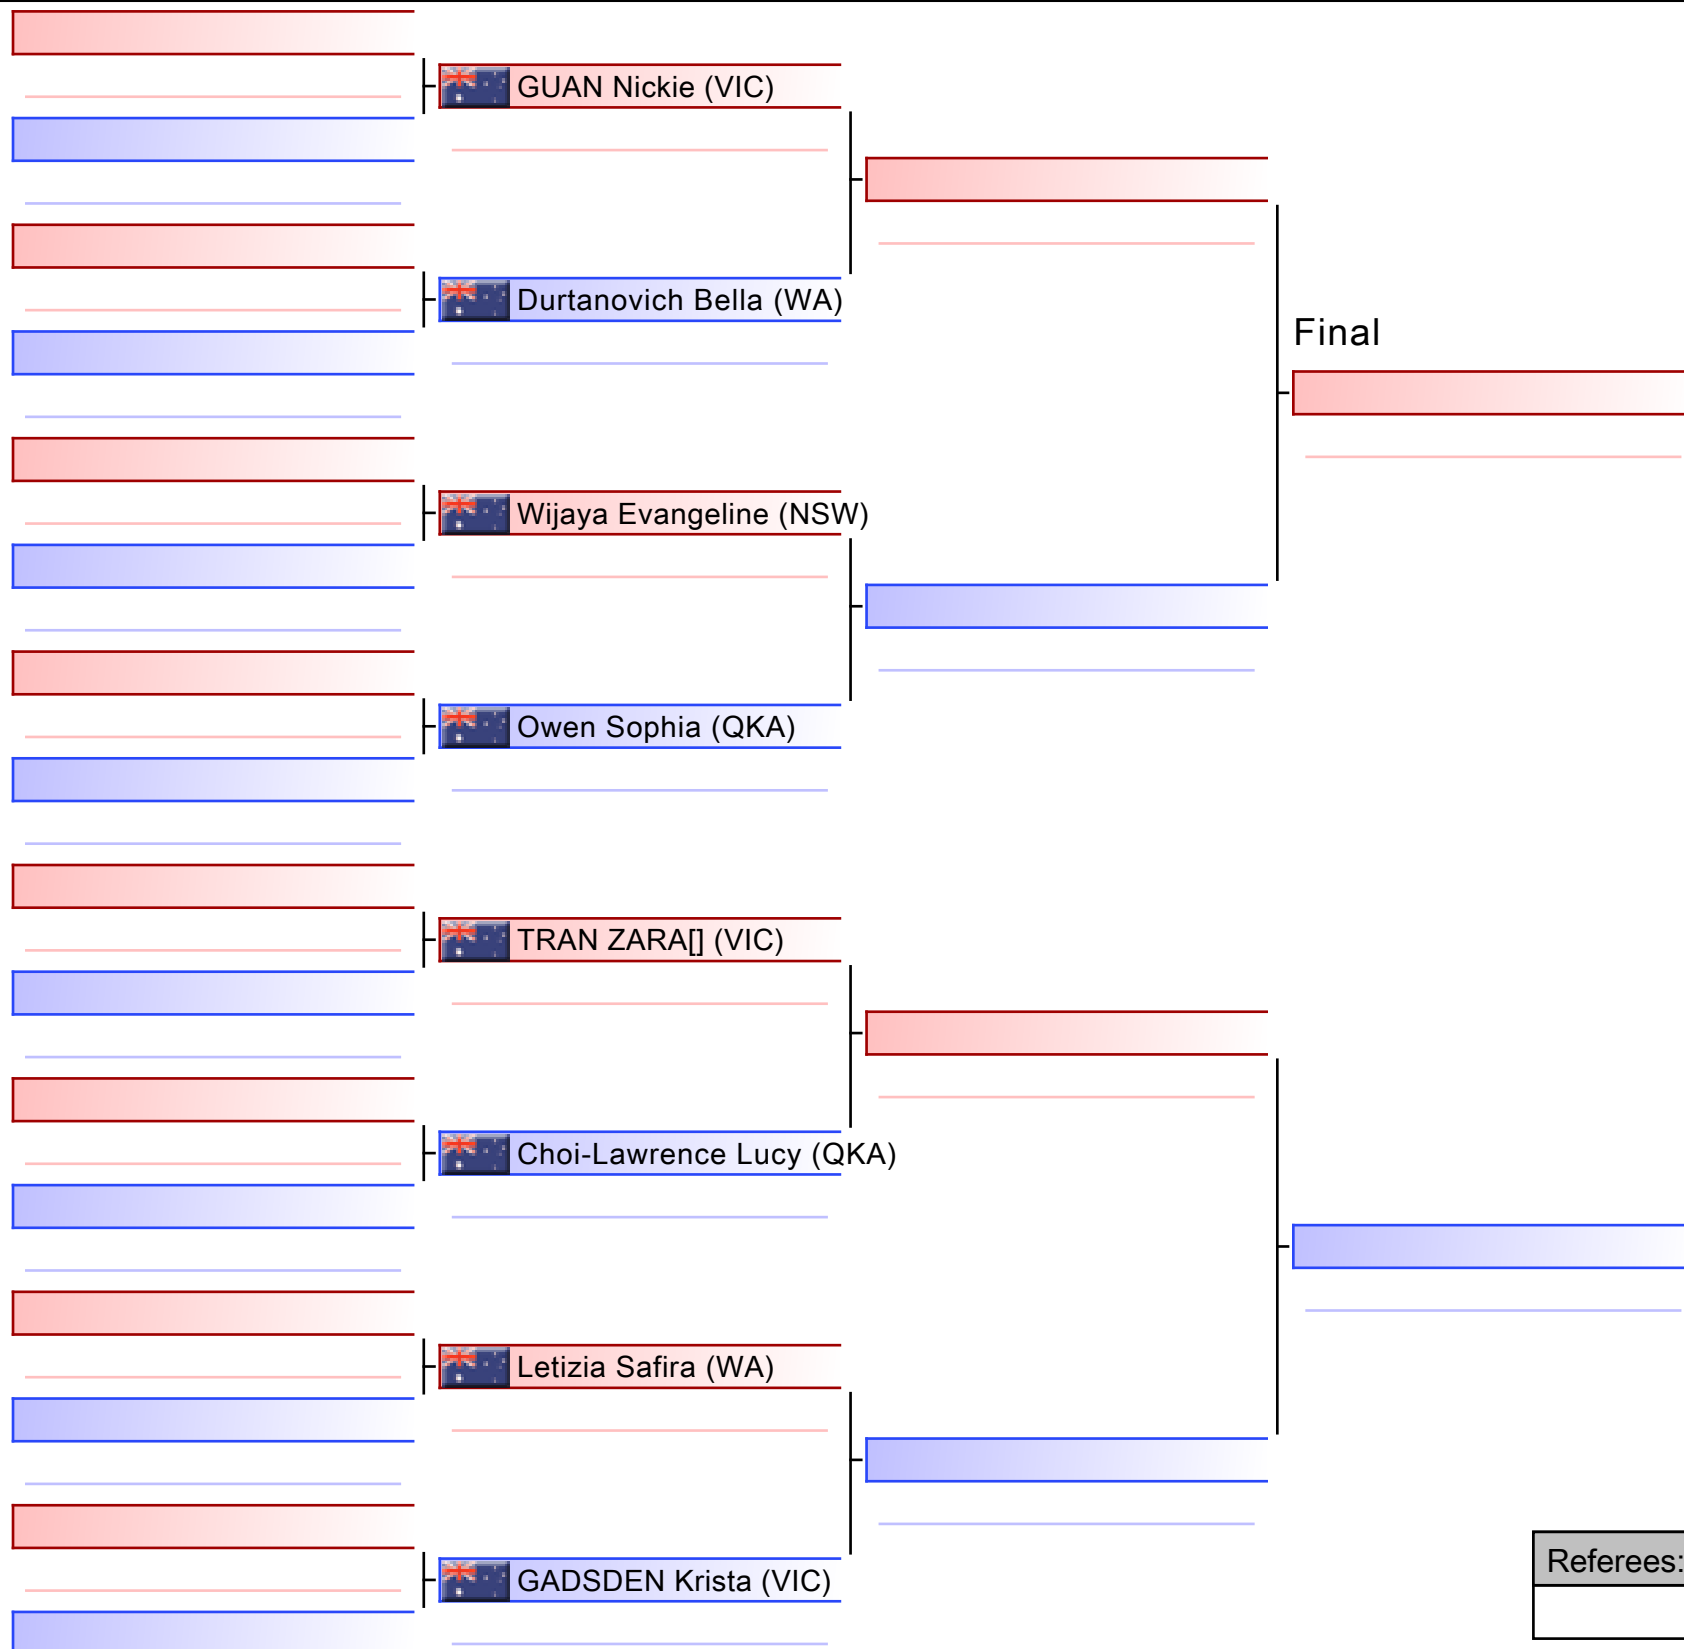 GUAN Nickie (VIC)
Durtanovich Bella (WA)
Final
Wijaya Evangeline (NSW)
Owen Sophia (QKA)
TRAN ZARA[] (VIC)
Choi-Lawrence Lucy (QKA)
Letizia Safira (WA)
GADSDEN Krista (VIC)
Referees: